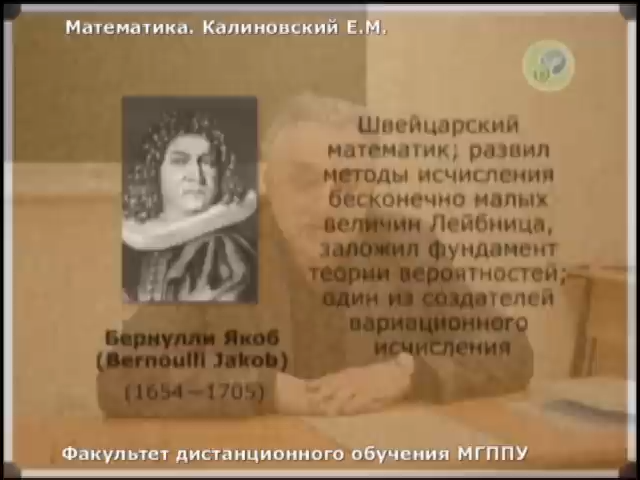 Математика. Калиновский Е.М.
Швейцарский
математик; развил
методы исчисления
бесконечно малых
величин Лейбница,
заложил фундамент
теории вероятностей;
один из создателей
вариационного
исчисления
Бернулли Якоб
(Bernoulli Jakob)
(1654—1705)
Факультет дистанционного обучения МГППУ